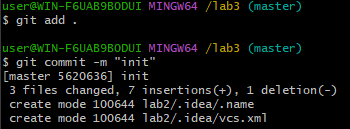 user@WIN-F6UAB9BODUI MINGW64 /lab3 (master)
$ git add .
user@WIN-F6UAB9BODUI MINGW64 /lab3 (master)
$ git commit -m "init"
[master 5620636] init
 3 files changed, 7 insertions(+), 1 deletion(-)
 create mode 100644 lab2/.idea/.name
 create mode 100644 lab2/.idea/vcs.xml